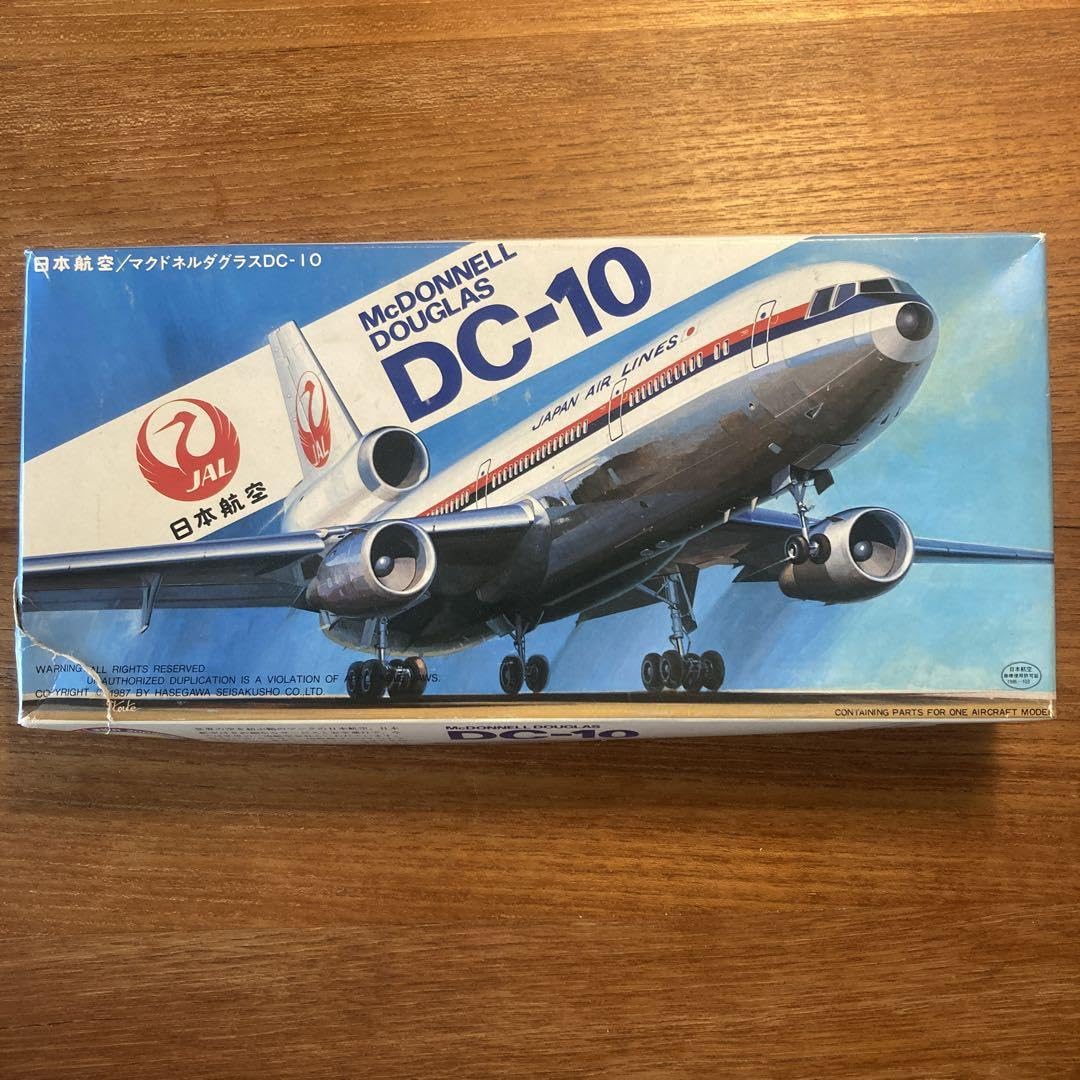 日本航空/マクドネルダグラスDC-10
McDONNELL
DOUGLAS
DC-10
JAPAN AIR LINES
JAL
JAL
日本航空
WARNING ALL RIGHTS RESERVED.
UNAUTHORIZED DUPLICATION IS A VIOLATION OF LAWS.
COPYRIGHT © 1987 BY HASEGAWA SEISAKUSHO CO., LTD.
日本航空
CONTAINING PARTS FOR ONE AIRCRAFT MODEL
McDONNELL DOUGLAS
DC-10